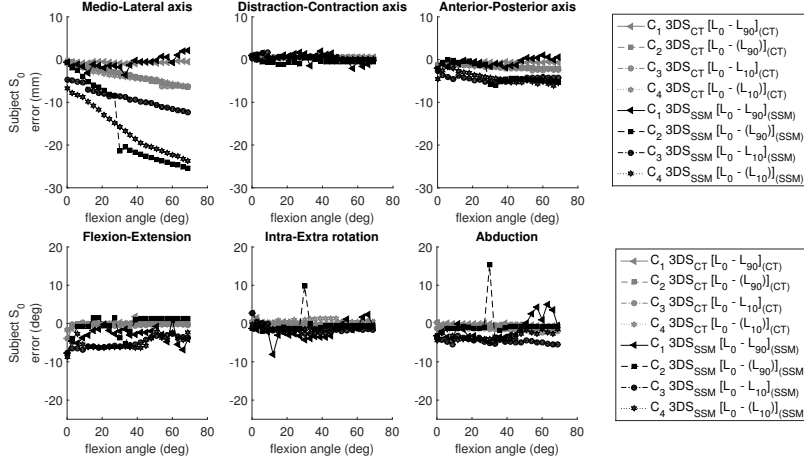 Medio-Lateral axis
Distraction-Contraction axis
Anterior-Posterior axis
Subject S0
error (mm)
10
0
-10
-20
-30
0 20 40 60 80
flexion angle (deg)
10
0
-10
-20
-30
0 20 40 60 80
flexion angle (deg)
10
0
-10
-20
-30
0 20 40 60 80
flexion angle (deg)
C1 3DSCT [L0 - L90](CT)
C2 3DSCT [L0 - (L90)](CT)
C3 3DSCT [L0 - L10](CT)
C4 3DSCT [L0 - (L10)](CT)
C1 3DSSSM [L0 - L90](SSM)
C2 3DSSSM [L0 - (L90)](SSM)
C3 3DSSSM [L0 - L10](SSM)
C4 3DSSSM [L0 - (L10)](SSM)
Flexion-Extension
Intra-Extra rotation
Abduction
Subject S0
error (deg)
20
10
0
-10
-20
0 20 40 60 80
flexion angle (deg)
20
10
0
-10
-20
0 20 40 60 80
flexion angle (deg)
20
10
0
-10
-20
0 20 40 60 80
flexion angle (deg)
C1 3DSCT [L0 - L90](CT)
C2 3DSCT [L0 - (L90)](CT)
C3 3DSCT [L0 - L10](CT)
C4 3DSCT [L0 - (L10)](CT)
C1 3DSSSM [L0 - L90](SSM)
C2 3DSSSM [L0 - (L90)](SSM)
C3 3DSSSM [L0 - L10](SSM)
C4 3DSSSM [L0 - (L10)](SSM)